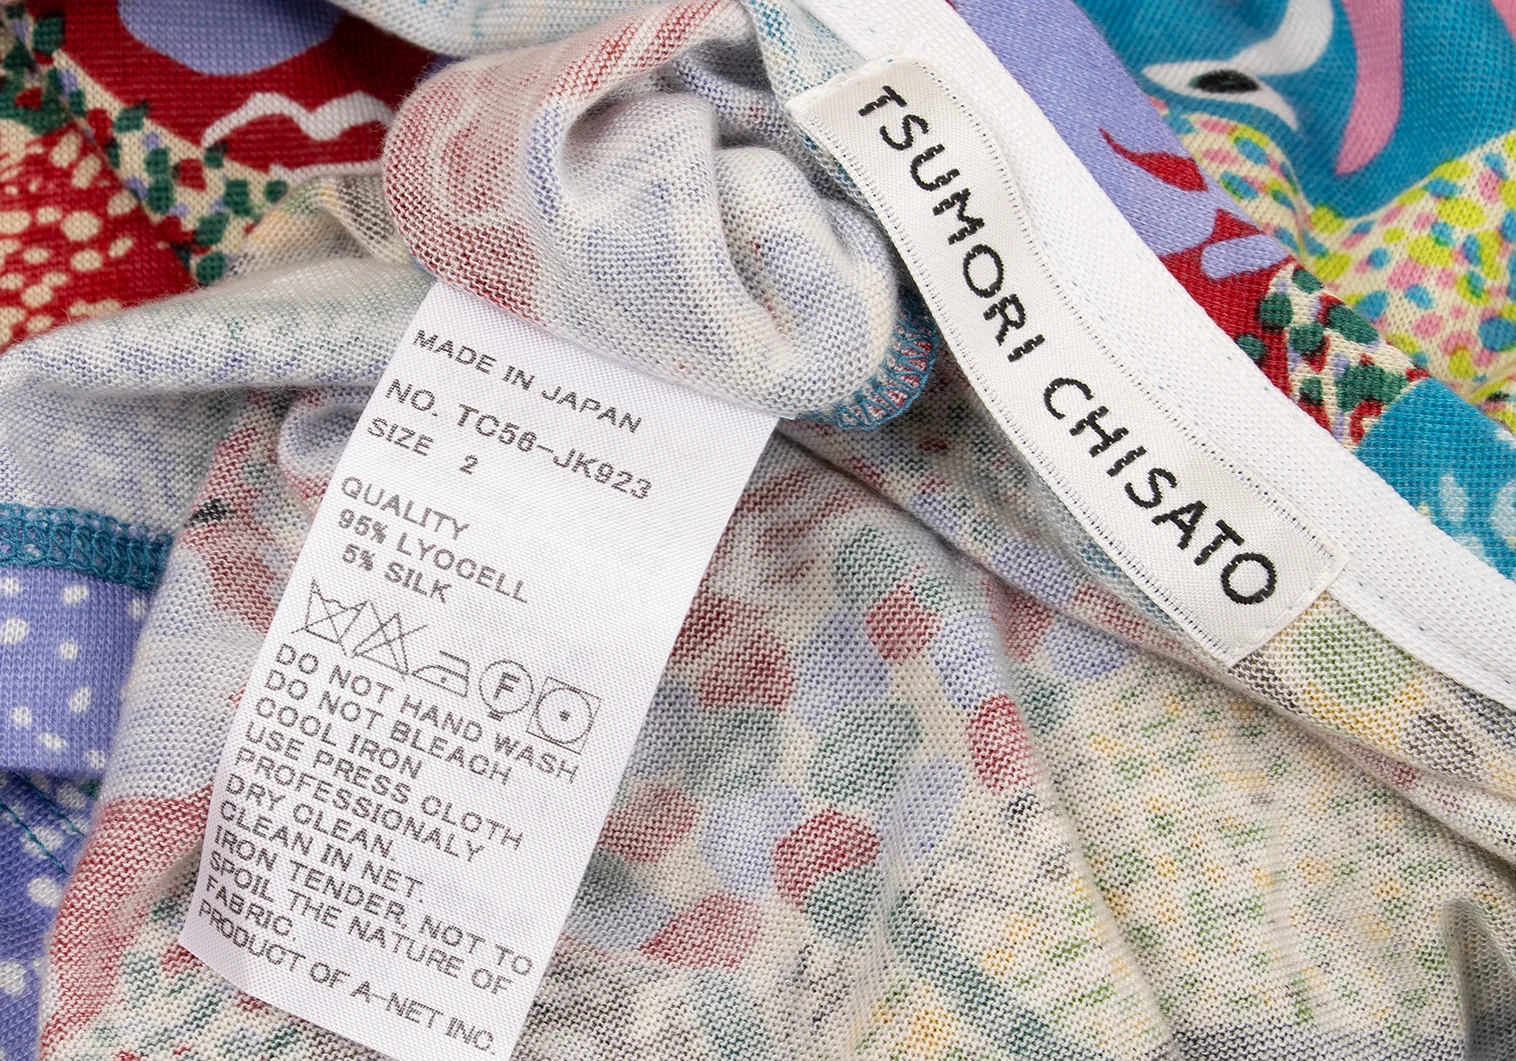 TSUMORI CHISATO
MADE IN JAPAN
NO. TC56-JK923
SIZE 2
QUALITY
95% LYOCELL
5% SILK
F
DO NOT HAND WASH
DO NOT BLEACH
COOL IRON
USE PRESS CLOTH
PROFESSIONALY
DRY CLEAN.
CLEAN IN NET.
IRON TENDER, NOT TO
SPOIL THE NATURE OF
FABRIC.
PRODUCT OF A-NET INC.